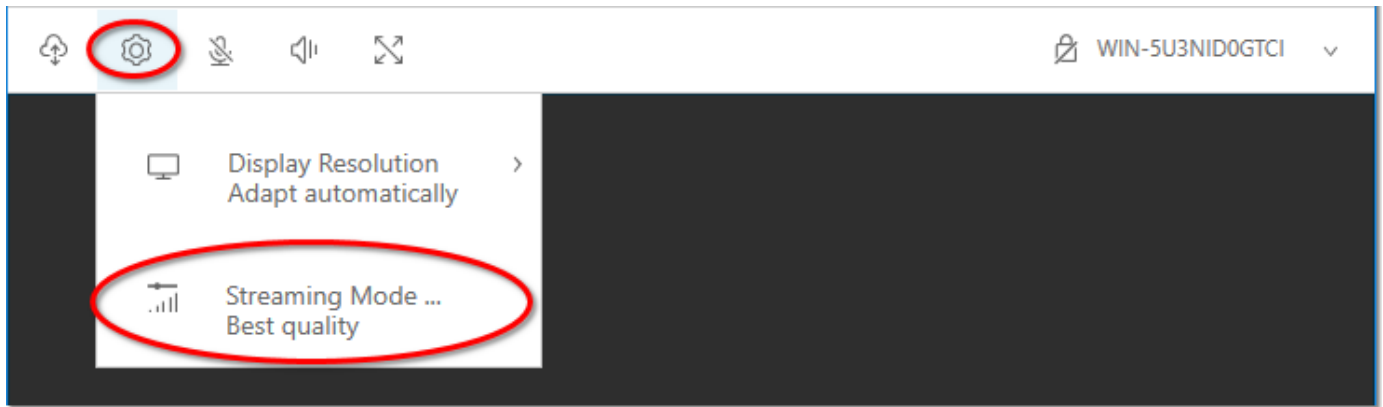 WIN-5U3NID0GTCI
Display Resolution
Adapt automatically
Streaming Mode ...
Best quality